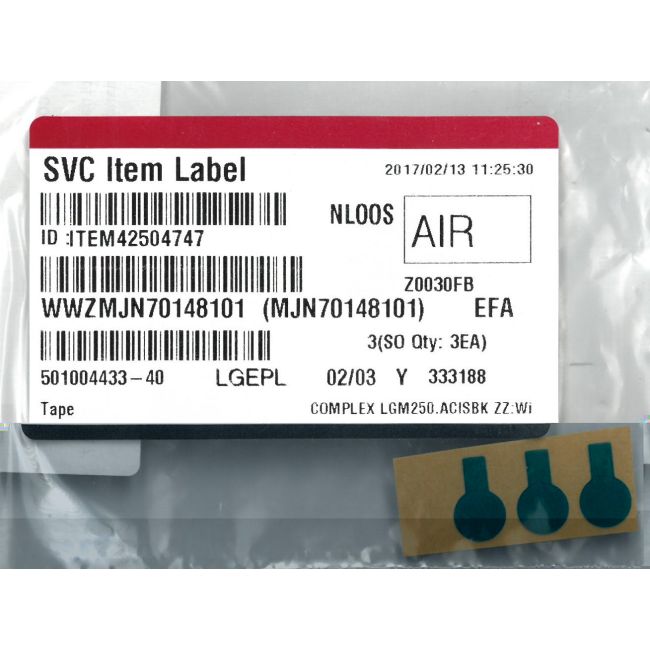 SVC Item Label
2017/02/13 11:25:30
NL00S
AIR
ID :ITEM42504747
Z0030FB
WWZMJN70148101 (MJN70148101) EFA
3(SO Qty: 3EA)
501004433-40 LGEPL 02/03 Y 333188
Tape COMPLEX LGM250.ACISBK ZZ:Wi